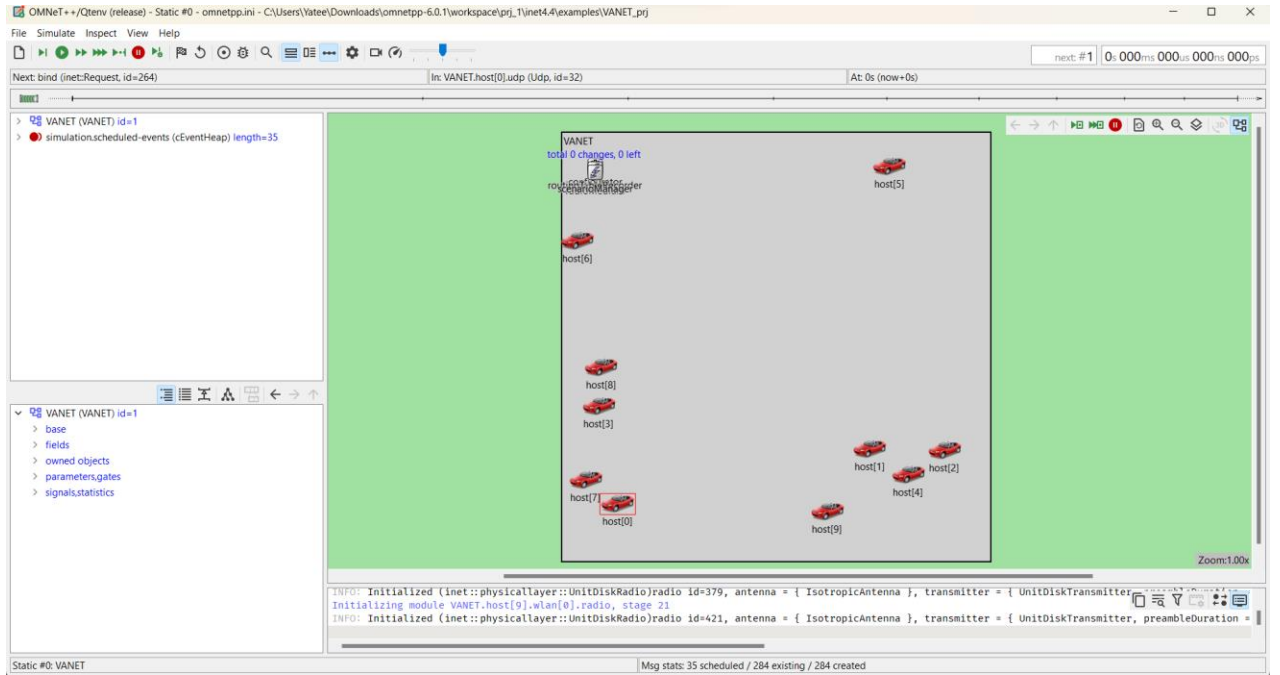 OMNeT++/Qtenv (release) - Static #0 - omnetpp.ini - C:\Users\Yatee\Downloads\omnetpp-6.0.1\workspace\prj_1\inet4.4\examples\VANET_prj
File Simulate Inspect View Help
next: #1 0s 000ms 000us 000ns 000ps
Next: bind (inet::Request, id=264) In: VANET.host[0].udp (Udp, id=32) At: 0s (now+0s)
VANET (VANET) id=1
simulation.scheduled-events (cEventHeap) length=35
VANET
total 0 changes, 0 left
scenarioManager
host[5]
host[6]
host[8]
host[3]
host[1] host[2]
host[4]
host[7]
host[0]
host[9]
Zoom:1.00x
VANET (VANET) id=1
base
fields
owned objects
parameters,gates
signals,statistics
INFO: Initialized (inet::physicallayer::UnitDiskRadio)radio id=379, antenna = { IsotropicAntenna }, transmitter = { UnitDiskTransmitter
Initializing module VANET.host[9].wlan[0].radio, stage 21
INFO: Initialized (inet::physicallayer::UnitDiskRadio)radio id=421, antenna = { IsotropicAntenna }, transmitter = { UnitDiskTransmitter, preambleDuration =
Static #0: VANET Msg stats: 35 scheduled / 284 existing / 284 created